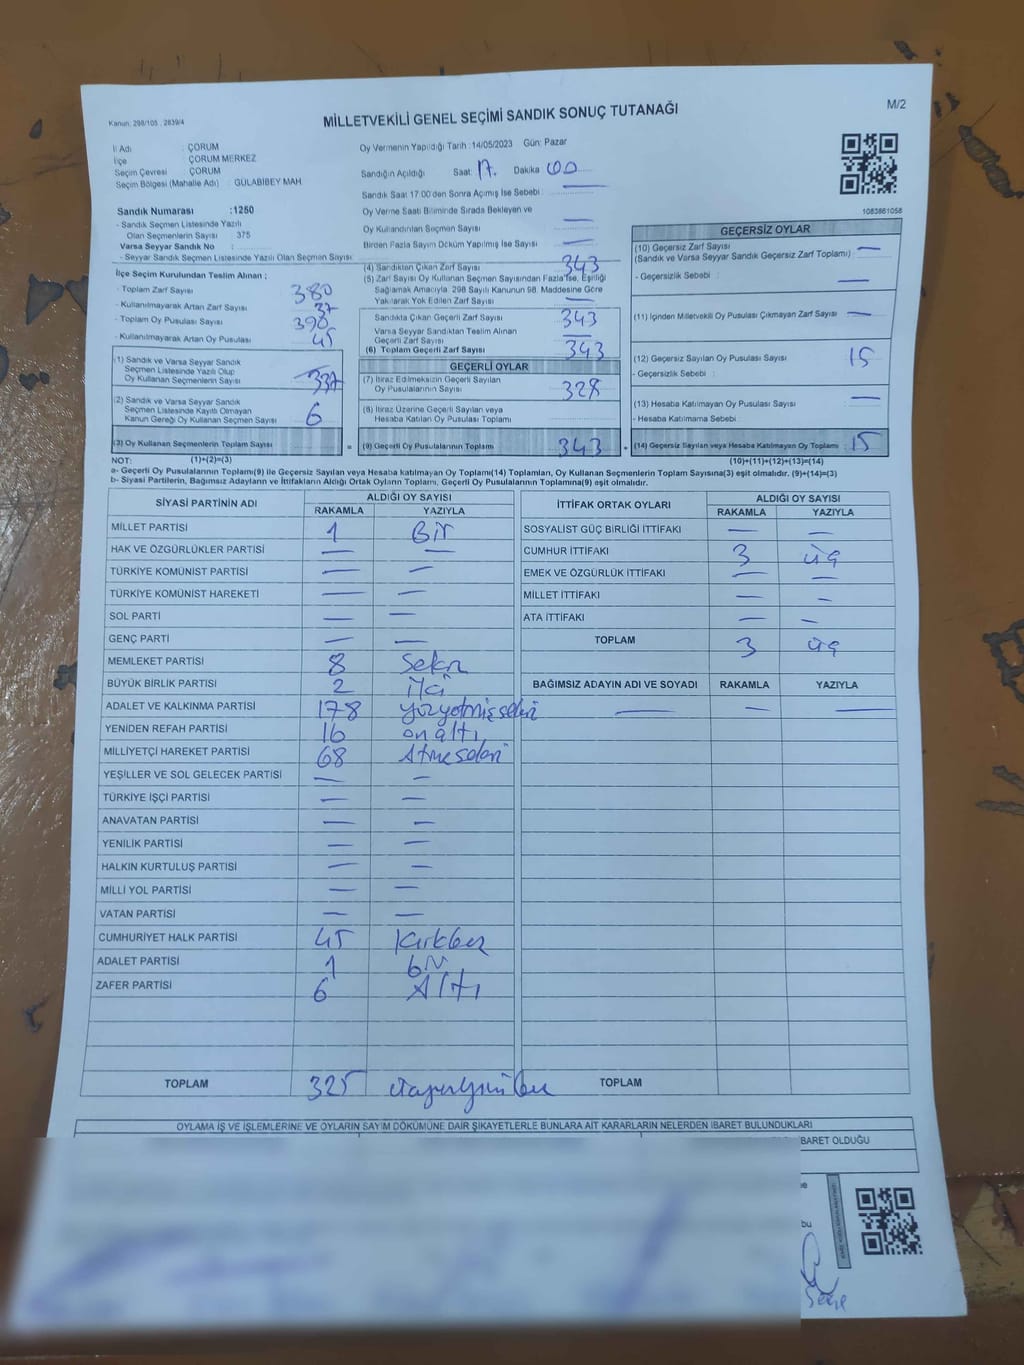 Kanun: 298/105 , 2839/4
MİLLETVEKİLİ GENEL SEÇİMİ SANDIK SONUÇ TUTANAĞI
M/2
İl Adı : ÇORUM
İlçe : ÇORUM MERKEZ
Seçim Çevresi : ÇORUM
Seçim Bölgesi (Mahalle Adı) : GÜLABİBEY MAH
Sandık Numarası :1250
- Sandık Seçmen Listesinde Yazılı
Olan Seçmenlerin Sayısı : 375
Varsa Seyyar Sandık No :
- Seyyar Sandık Seçmen Listesinde Yazılı Olan Seçmen Sayısı:
Oy Vermenin Yapıldığı Tarih :14/05/2023 Gün: Pazar
Sandığın Açıldığı Saat: 17. Dakika 00
Sandık Saat 17:00'den Sonra Açılmış İse Sebebi : —
Oy Verme Saati Bitiminde Sırada Bekleyen ve
Oy Kullandırılan Seçmen Sayısı —
Birden Fazla Sayım Döküm Yapılmış İse Sayısı —
1083861058
İlçe Seçim Kurulundan Teslim Alınan ;
- Toplam Zarf Sayısı 380
- Kullanılmayarak Artan Zarf Sayısı 37
- Toplam Oy Pusulası Sayısı 390
- Kullanılmayarak Artan Oy Pusulası 45
(1) Sandık ve Varsa Seyyar Sandık
Seçmen Listesinde Yazılı Olup
Oy Kullanan Seçmenlerin Sayısı 337
(2) Sandık ve Varsa Seyyar Sandık
Seçmen Listesinde Kayıtlı Olmayan
Kanun Gereği Oy Kullanan Seçmen Sayısı 6
(3) Oy Kullanan Seçmenlerin Toplam Sayısı
(4) Sandıktan Çıkan Zarf Sayısı 343
(5) Zarf Sayısı Oy Kullanan Seçmen Sayısından Fazla İse, Eşitliği
Sağlamak Amacıyla, 298 Sayılı Kanunun 98. Maddesine Göre
Yakılarak Yok Edilen Zarf Sayısı —
Sandıkta Çıkan Geçerli Zarf Sayısı 343
Varsa Seyyar Sandıktan Teslim Alınan
Geçerli Zarf Sayısı —
(6) Toplam Geçerli Zarf Sayısı 343
GEÇERLİ OYLAR
(7) İtiraz Edilmeksizin Geçerli Sayılan
Oy Pusulalarının Sayısı 328
(8) İtiraz Üzerine Geçerli Sayılan veya
Hesaba Katılan Oy Pusulaları Toplamı
= (9) Geçerli Oy Pusulalarının Toplamı 343 +
GEÇERSİZ OYLAR
(10) Geçersiz Zarf Sayısı —
(Sandık ve Varsa Seyyar Sandık Geçersiz Zarf Toplamı)
- Geçersizlik Sebebi : —
(11) İçinden Milletvekili Oy Pusulası Çıkmayan Zarf Sayısı —
(12) Geçersiz Sayılan Oy Pusulası Sayısı 15
- Geçersizlik Sebebi :
(13) Hesaba Katılmayan Oy Pusulası Sayısı —
- Hesaba Katılmama Sebebi :
(14) Geçersiz Sayılan veya Hesaba Katılmayan Oy Toplamı : 15
NOT: (1)+(2)=(3) (9)+(14)=(3) (10)+(11)+(12)+(13)=(14)
a- Geçerli Oy Pusulalarının Toplamı(9) ile Geçersiz Sayılan veya Hesaba katılmayan Oy Toplamı(14) Toplamları, Oy Kullanan Seçmenlerin Toplam Sayısına(3) eşit olmalıdır. (9)+(14)=(3)
b- Siyasi Partilerin, Bağımsız Adayların ve İttifakların Aldığı Ortak Oyların Toplamı, Geçerli Oy Pusulalarının Toplamına(9) eşit olmalıdır.
SİYASİ PARTİNİN ADI ALDIĞI OY SAYISI
RAKAMLA YAZIYLA
MİLLET PARTİSİ 1 Bir
HAK VE ÖZGÜRLÜKLER PARTİSİ — —
TÜRKİYE KOMÜNİST PARTİSİ — —
TÜRKİYE KOMÜNİST HAREKETİ — —
SOL PARTİ — —
GENÇ PARTİ — —
MEMLEKET PARTİSİ 8 Sekiz
BÜYÜK BİRLİK PARTİSİ 2 İki
ADALET VE KALKINMA PARTİSİ 178 yüzyetmişsekiz
YENİDEN REFAH PARTİSİ 16 on altı
MİLLİYETÇİ HAREKET PARTİSİ 68 Atmışsekiz
YEŞİLLER VE SOL GELECEK PARTİSİ — —
TÜRKİYE İŞÇİ PARTİSİ — —
ANAVATAN PARTİSİ — —
YENİLİK PARTİSİ — —
HALKIN KURTULUŞ PARTİSİ — —
MİLLİ YOL PARTİSİ — —
VATAN PARTİSİ — —
CUMHURİYET HALK PARTİSİ 45 Kırkbeş
ADALET PARTİSİ 1 bir
ZAFER PARTİSİ 6 Altı
TOPLAM 325
İTTİFAK ORTAK OYLARI ALDIĞI OY SAYISI
RAKAMLA YAZIYLA
SOSYALİST GÜÇ BİRLİĞİ İTTİFAKI — —
CUMHUR İTTİFAKI 3 üç
EMEK VE ÖZGÜRLÜK İTTİFAKI — —
MİLLET İTTİFAKI — —
ATA İTTİFAKI — —
TOPLAM 3 üç
BAĞIMSIZ ADAYIN ADI VE SOYADI RAKAMLA YAZIYLA
— — —
TOPLAM
OYLAMA İŞ VE İŞLEMLERİNE VE OYLARIN SAYIM DÖKÜMÜNE DAİR ŞİKAYETLERLE BUNLARA AİT KARARLARIN NELERDEN İBARET BULUNDUKLARI
BARET OLDUĞU
bu